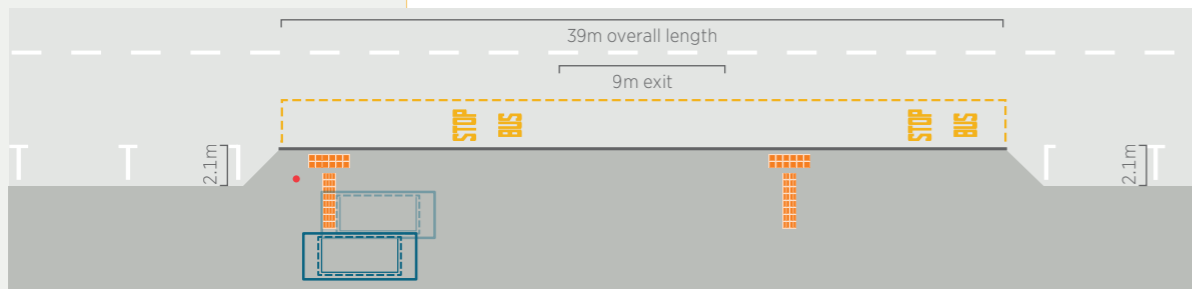 39m overall length
9m exit
STOP
BUS
STOP
BUS
2.1m
2.1m